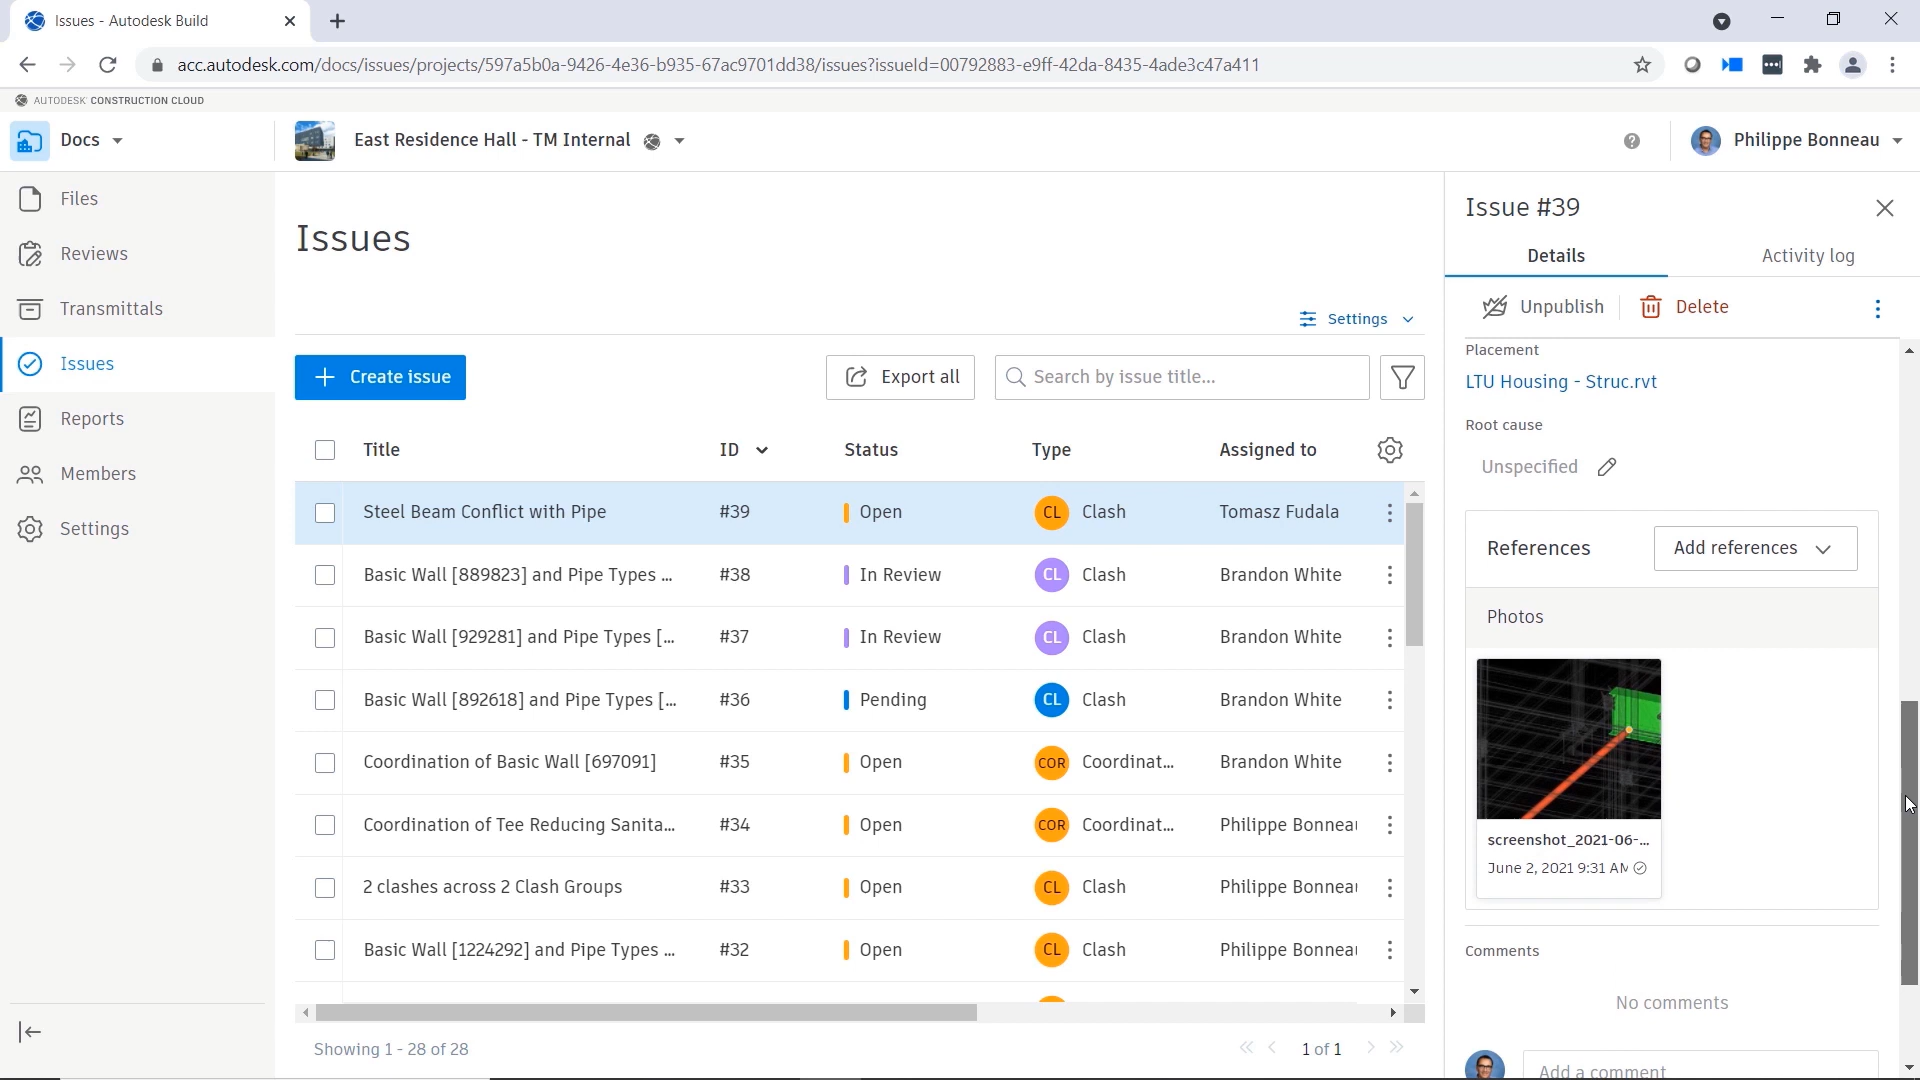 Issues - Autodesk Build
acc.autodesk.com/docs/issues/projects/597a5b0a-9426-4e36-b935-67ac9701dd38/issues?issueId=00792883-e9ff-42da-8435-4ade3c47a411
AUTODESK CONSTRUCTION CLOUD
Docs
East Residence Hall - TM Internal
Philippe Bonneau
Files
Reviews
Transmittals
Issues
Reports
Members
Settings
Issues
Settings
Create issue
Export all
Search by issue title...
Title ID Status Type Assigned to
Steel Beam Conflict with Pipe #39 Open CL Clash Tomasz Fudala
Basic Wall [889823] and Pipe Types ... #38 In Review CL Clash Brandon White
Basic Wall [929281] and Pipe Types [... #37 In Review CL Clash Brandon White
Basic Wall [892618] and Pipe Types [... #36 Pending CL Clash Brandon White
Coordination of Basic Wall [697091] #35 Open COR Coordinat... Brandon White
Coordination of Tee Reducing Sanita... #34 Open COR Coordinat... Philippe Bonneau
2 clashes across 2 Clash Groups #33 Open CL Clash Philippe Bonneau
Basic Wall [1224292] and Pipe Types ... #32 Open CL Clash Philippe Bonneau
Showing 1 - 28 of 28
1 of 1
Issue #39
Details Activity log
Unpublish Delete
Placement
LTU Housing - Struc.rvt
Root cause
Unspecified
References
Add references
Photos
screenshot_2021-06-...
June 2, 2021 9:31 AM
Comments
No comments
Add a comment